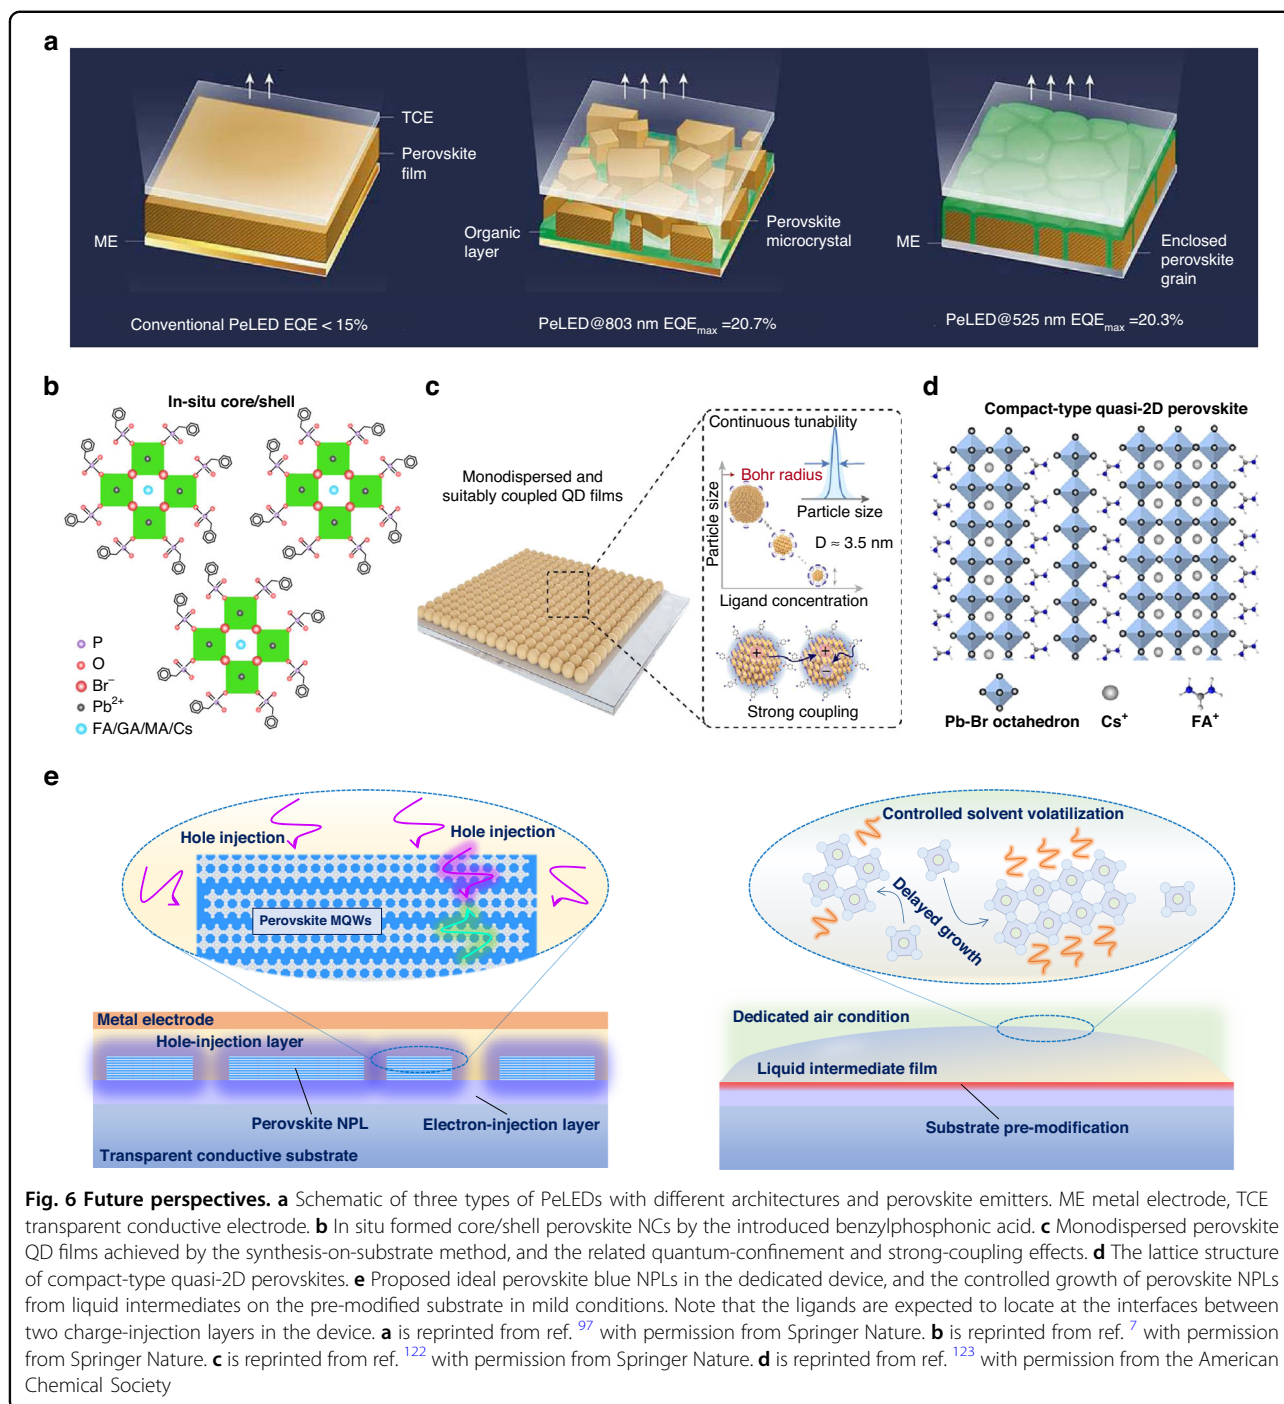 a
TCE
Perovskite
film
ME
Conventional PeLED EQE < 15%
Organic
layer
Perovskite
microcrystal
PeLED@803 nm EQEmax =20.7%
ME
Enclosed
perovskite
grain
PeLED@525 nm EQEmax =20.3%
b
In-situ core/shell
P
O
Br⁻
Pb²⁺
FA/GA/MA/Cs
c
Monodispersed and
suitably coupled QD films
Continuous tunability
Bohr radius
Particle size
Particle size
D ≈ 3.5 nm
Ligand concentration
+
+
−
Strong coupling
d
Compact-type quasi-2D perovskite
Pb-Br octahedron
Cs⁺
FA⁺
e
Hole injection
Hole injection
Perovskite MQWs
Metal electrode
Hole-injection layer
Perovskite NPL
Electron-injection layer
Transparent conductive substrate
Controlled solvent volatilization
Delayed growth
Dedicated air condition
Liquid intermediate film
Substrate pre-modification
Fig. 6 Future perspectives. a Schematic of three types of PeLEDs with different architectures and perovskite emitters. ME metal electrode, TCE
transparent conductive electrode. b In situ formed core/shell perovskite NCs by the introduced benzylphosphonic acid. c Monodispersed perovskite
QD films achieved by the synthesis-on-substrate method, and the related quantum-confinement and strong-coupling effects. d The lattice structure
of compact-type quasi-2D perovskites. e Proposed ideal perovskite blue NPLs in the dedicated device, and the controlled growth of perovskite NPLs
from liquid intermediates on the pre-modified substrate in mild conditions. Note that the ligands are expected to locate at the interfaces between
two charge-injection layers in the device. a is reprinted from ref. 97 with permission from Springer Nature. b is reprinted from ref. 7 with permission
from Springer Nature. c is reprinted from ref. 122 with permission from Springer Nature. d is reprinted from ref. 123 with permission from the American
Chemical Society